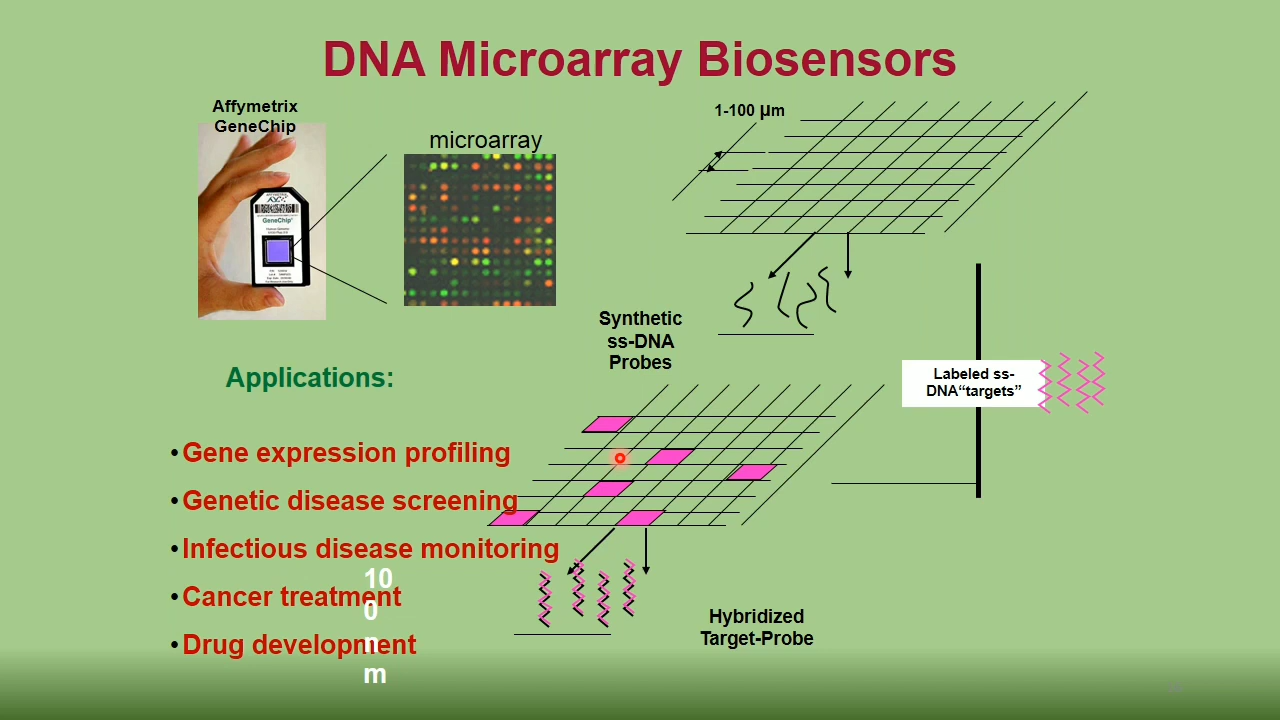 DNA Microarray Biosensors
Affymetrix
GeneChip
microarray
1-100 μm
GeneChip®
Synthetic
ss-DNA
Probes
Labeled ss-
DNA“targets”
Applications:
•Gene expression profiling
•Genetic disease screening
•Infectious disease monitoring
•Cancer treatment
•Drug development
10
0
n
m
Hybridized
Target-Probe